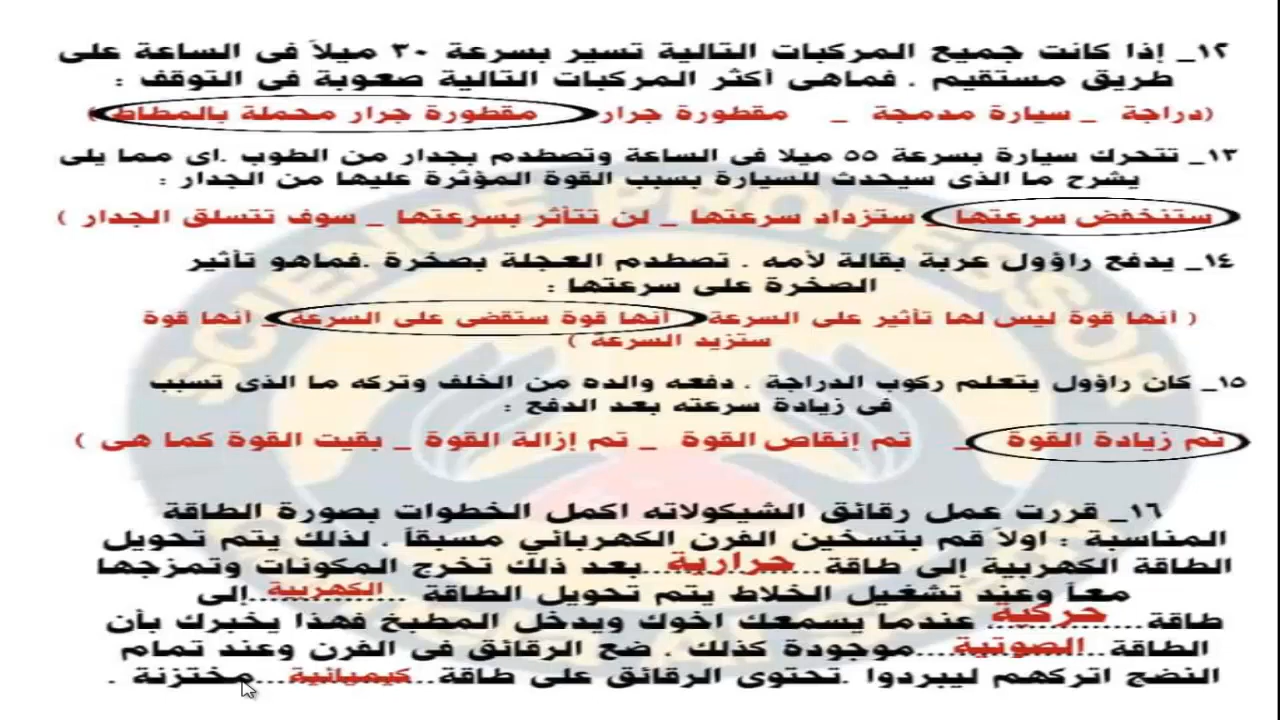 ١٢_ إذا كانت جميع المركبات التالية تسير بسرعة ٣٠ ميلاً فى الساعة على
طريق مستقيم . فماهى أكثر المركبات التالية صعوبة فى التوقف :
(دراجة _ سيارة مدمجة _ مقطورة جرار _ مقطورة جرار محملة بالمطاط )
١٣_ تتحرك سيارة بسرعة ٥٥ ميلا فى الساعة وتصطدم بجدار من الطوب .اى مما يلى
يشرح ما الذى سيحدث للسيارة بسبب القوة المؤثرة عليها من الجدار :
ستنخفض سرعتها _ ستزداد سرعتها _ لن تتأثر بسرعتها _ سوف تتسلق الجدار )
١٤_ يدفع راؤول عربة بقالة لأمه . تصطدم العجلة بصخرة .فماهو تأثير
الصخرة على سرعتها :
( انها قوة ليس لها تأثير على السرعة _ انها قوة ستقضى على السرعة _ انها قوة
ستزيد السرعة )
١٥_ كان راؤول يتعلم ركوب الدراجة . دفعه والده من الخلف وتركه ما الذى تسبب
فى زيادة سرعته بعد الدفع :
تم زيادة القوة _ تم إنقاص القوة _ تم إزالة القوة _ بقيت القوة كما هى )
١٦_ قررت عمل رقائق الشيكولاته اكمل الخطوات بصورة الطاقة
المناسبة : اولاً قم بتسخين الفرن الكهربائي مسبقاً . لذلك يتم تحويل
الطاقة الكهربية إلى طاقة......حرارية......بعد ذلك تخرج المكونات وتمزجها
معاً وعند تشغيل الخلاط يتم تحويل الطاقة ......الكهربية......إلى
طاقة......حركية...... عندما يسمعك اخوك ويدخل المطبخ فهذا يخبرك بأن
الطاقة......الصوتية......موجودة كذلك . ضع الرقائق فى الفرن وعند تمام
النضج اتركهم ليبردوا .تحتوى الرقائق على طاقة......كيميائية......مختزنة .
SCIENCE PROFESSOR